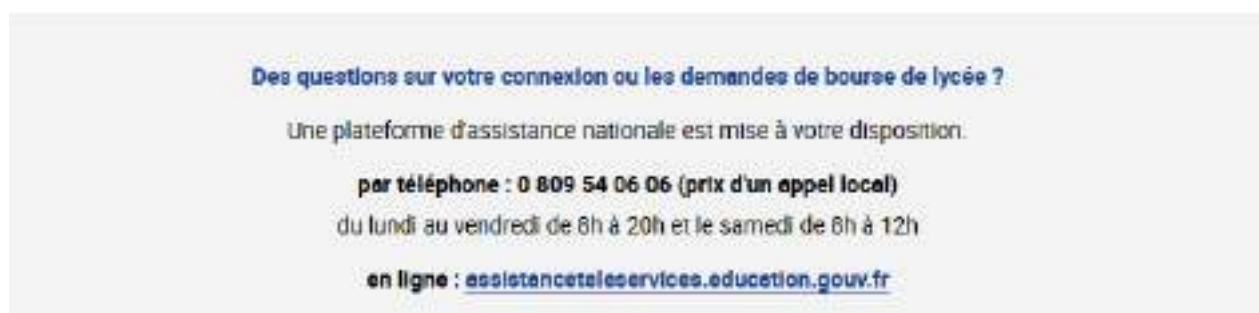 Des questions sur votre connexion ou les demandes de bourse de lycée ?
Une plateforme d'assistance nationale est mise à votre disposition.
par téléphone : 0 809 54 06 06 (prix d'un appel local)
du lundi au vendredi de 8h à 20h et le samedi de 8h à 12h
en ligne : assistanceteleservices.education.gouv.fr